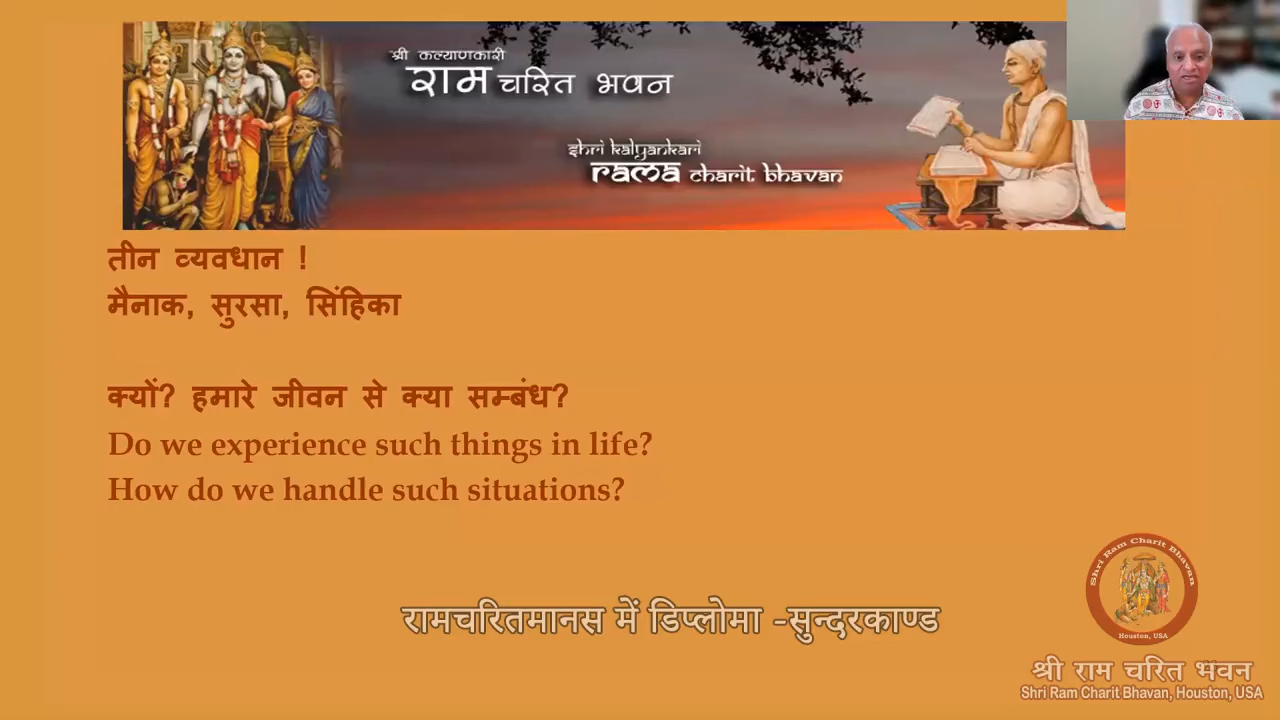 श्री कल्याणकारी
राम चरित भवन
shri kalyankari
rama charit bhavan
तीन व्यवधान !
मैनाक, सुरसा, सिंहिका
क्यों? हमारे जीवन से क्या सम्बंध?
Do we experience such things in life?
How do we handle such situations?
रामचरितमानस में डिप्लोमा -सुन्दरकाण्ड
Shri Ram Charit Bhavan
Houston, USA
श्री राम चरित भवन
Shri Ram Charit Bhavan, Houston, USA